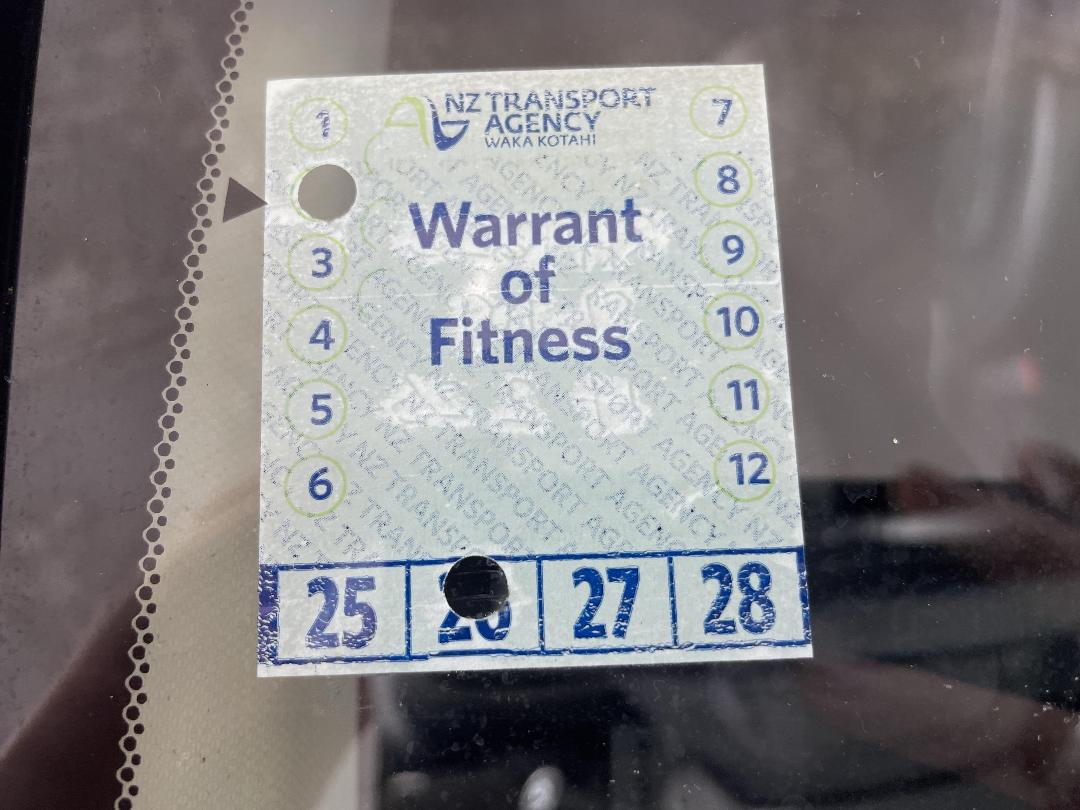 NZ TRANSPORT
AGENCY
WAKA KOTAHI
Warrant
of
Fitness
1
3
4
5
6
7
8
9
10
11
12
25 26 27 28